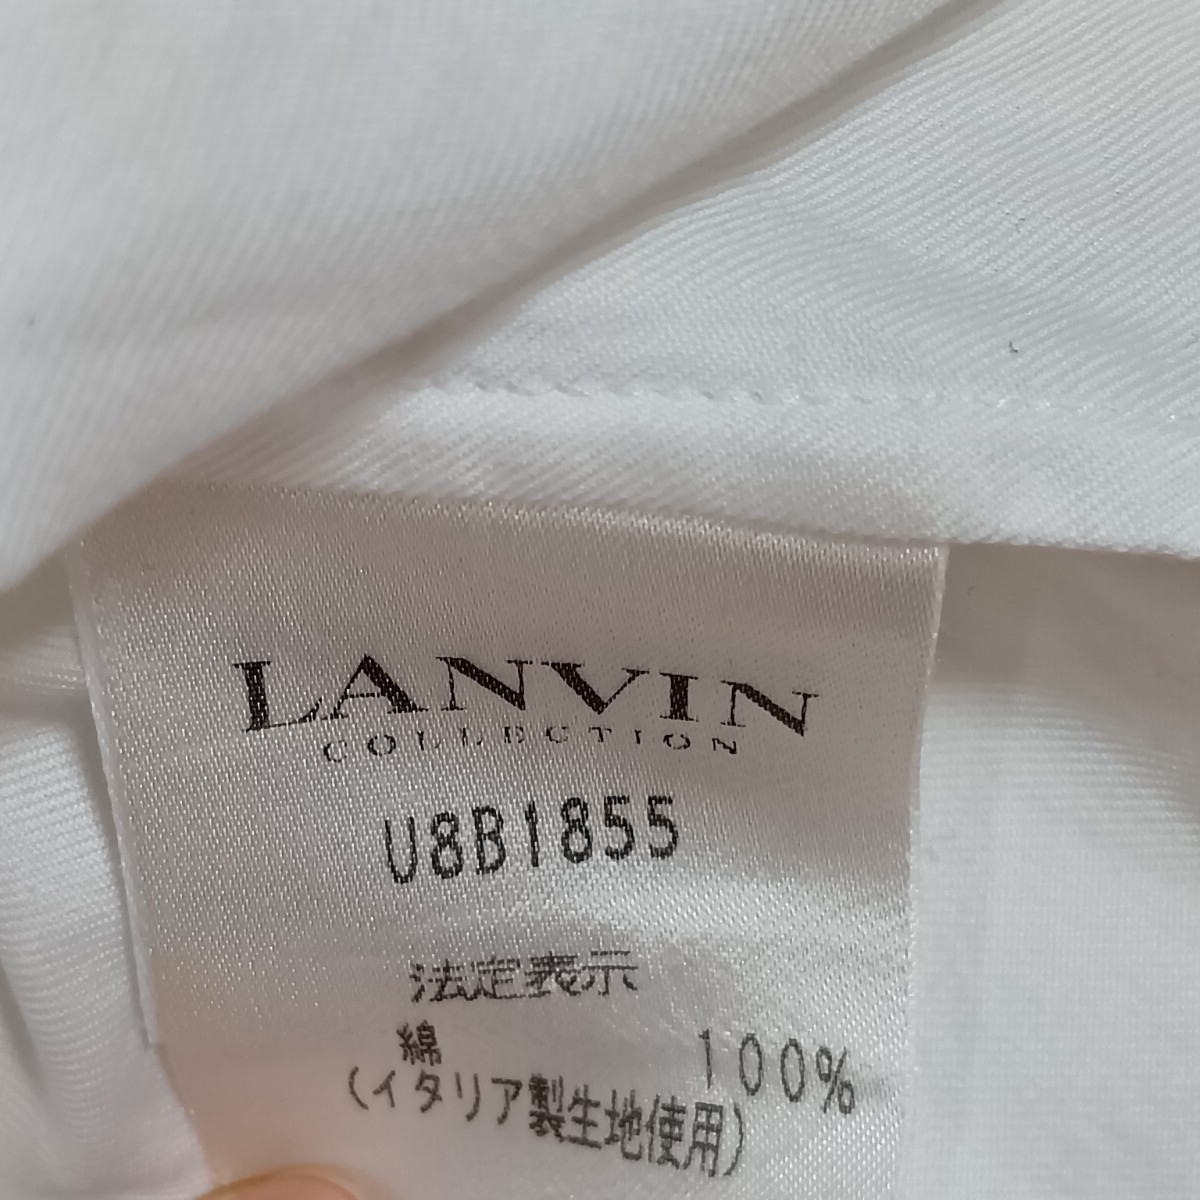 LANVIN
COLLECTION
U8B1855
法定表示
綿 100%
(イタリア製生地使用)